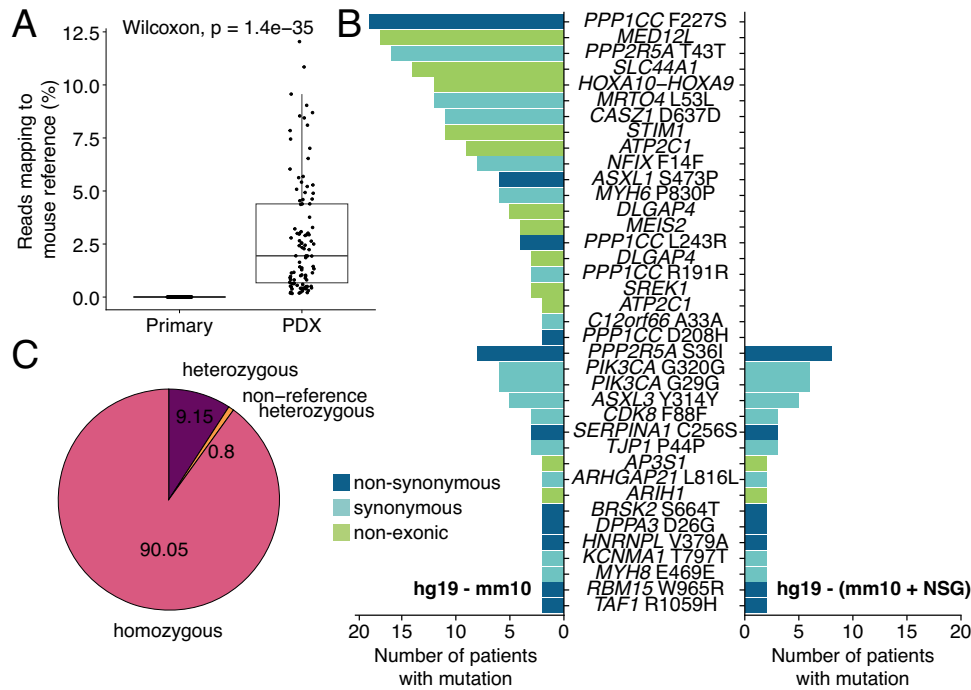 A
Wilcoxon, p = 1.4e−35
Reads mapping to
mouse reference (%)
12.5
10.0
7.5
5.0
2.5
0.0
Primary
PDX
B
PPP1CC F227S
MED12L
PPP2R5A T43T
SLC44A1
HOXA10−HOXA9
MRTO4 L53L
CASZ1 D637D
STIM1
ATP2C1
NFIX F14F
ASXL1 S473P
MYH6 P830P
DLGAP4
MEIS2
PPP1CC L243R
DLGAP4
PPP1CC R191R
SREK1
ATP2C1
C12orf66 A33A
PPP1CC D208H
PPP2R5A S36I
PIK3CA G320G
PIK3CA G29G
ASXL3 Y314Y
CDK8 F88F
SERPINA1 C256S
TJP1 P44P
AP3S1
ARHGAP21 L816L
ARIH1
BRSK2 S664T
DPPA3 D26G
HNRNPL V379A
KCNMA1 T797T
MYH8 E469E
RBM15 W965R
TAF1 R1059H
non-synonymous
synonymous
non-exonic
hg19 - mm10
hg19 - (mm10 + NSG)
20 15 10 5 0
Number of patients
with mutation
0 5 10 15 20
Number of patients
with mutation
C
heterozygous
non−reference
heterozygous
9.15
0.8
90.05
homozygous